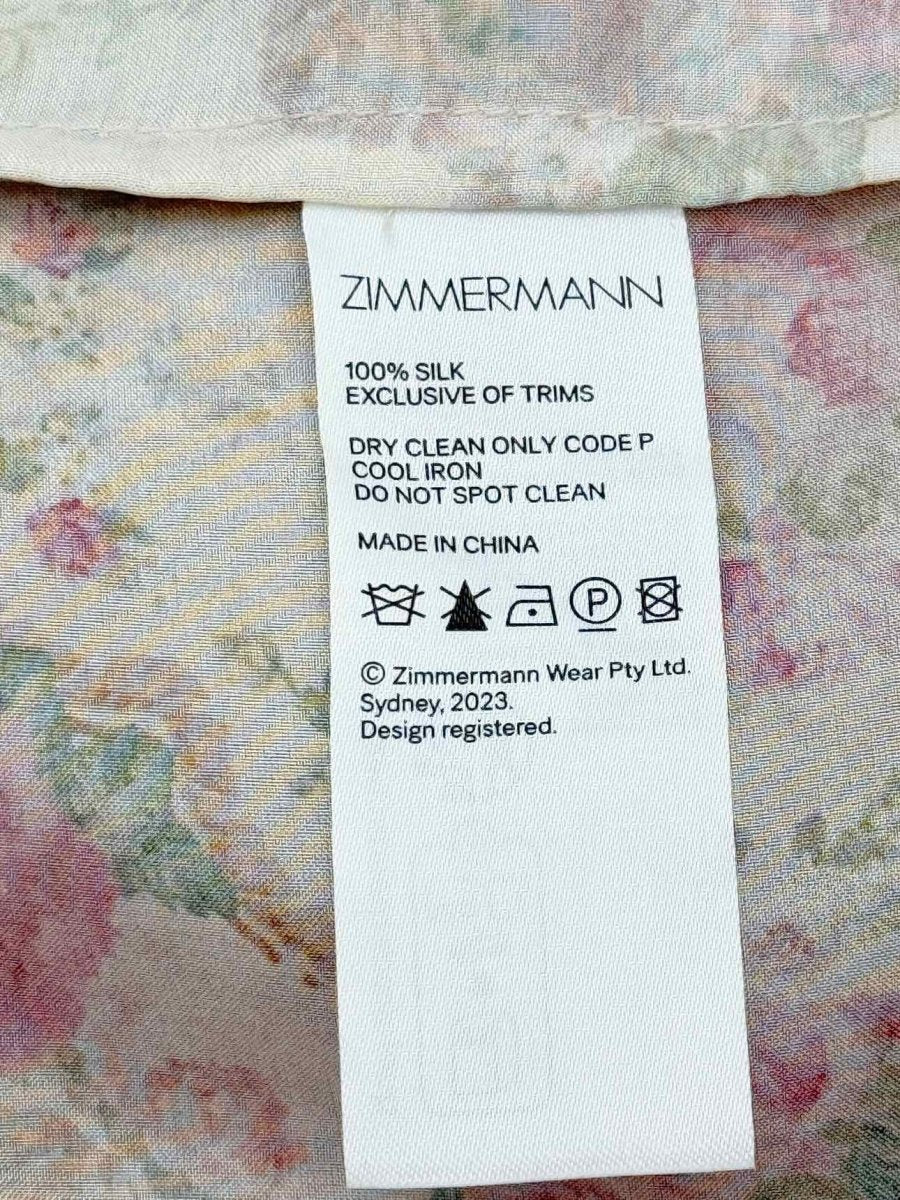 ZIMMERMANN
100% SILK
EXCLUSIVE OF TRIMS
DRY CLEAN ONLY CODE P
COOL IRON
DO NOT SPOT CLEAN
MADE IN CHINA
P
© Zimmermann Wear Pty Ltd.
Sydney, 2023.
Design registered.